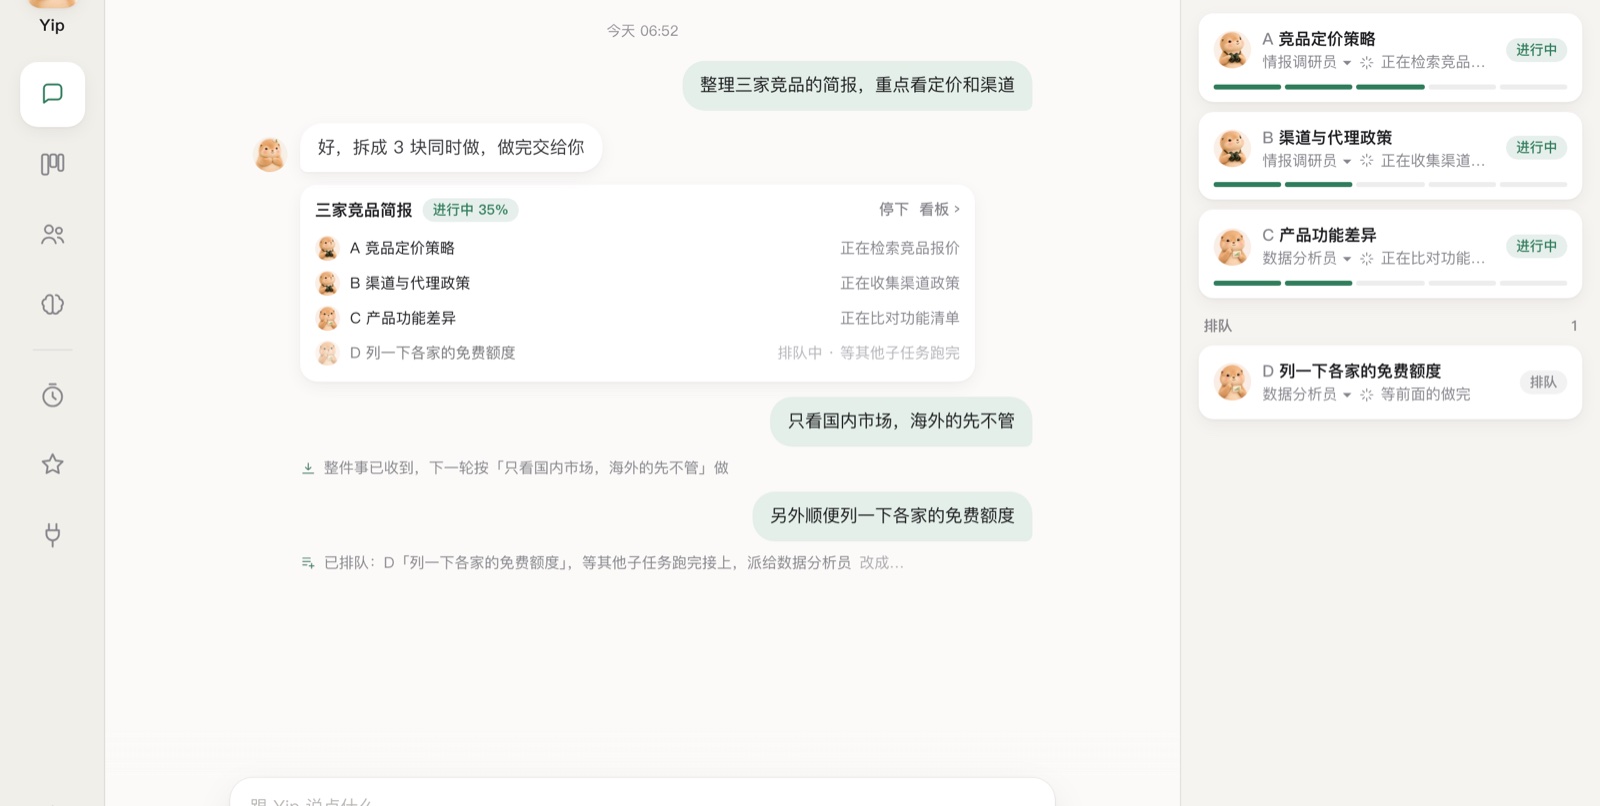 Yip
今天 06:52
整理三家竞品的简报，重点看定价和渠道
好，拆成 3 块同时做，做完交给你
三家竞品简报 进行中 35% 停下 看板 ›
A 竞品定价策略 正在检索竞品报价
B 渠道与代理政策 正在收集渠道政策
C 产品功能差异 正在比对功能清单
D 列一下各家的免费额度 排队中 · 等其他子任务跑完
只看国内市场，海外的先不管
整件事已收到，下一轮按「只看国内市场，海外的先不管」做
另外顺便列一下各家的免费额度
已排队：D「列一下各家的免费额度」，等其他子任务跑完接上，派给数据分析员 改成…
跟 Yip 说点什么
A 竞品定价策略 进行中
情报调研员 正在检索竞品…
B 渠道与代理政策 进行中
情报调研员 正在收集渠道…
C 产品功能差异 进行中
数据分析员 正在比对功能…
排队 1
D 列一下各家的免费额度 排队
数据分析员 等前面的做完